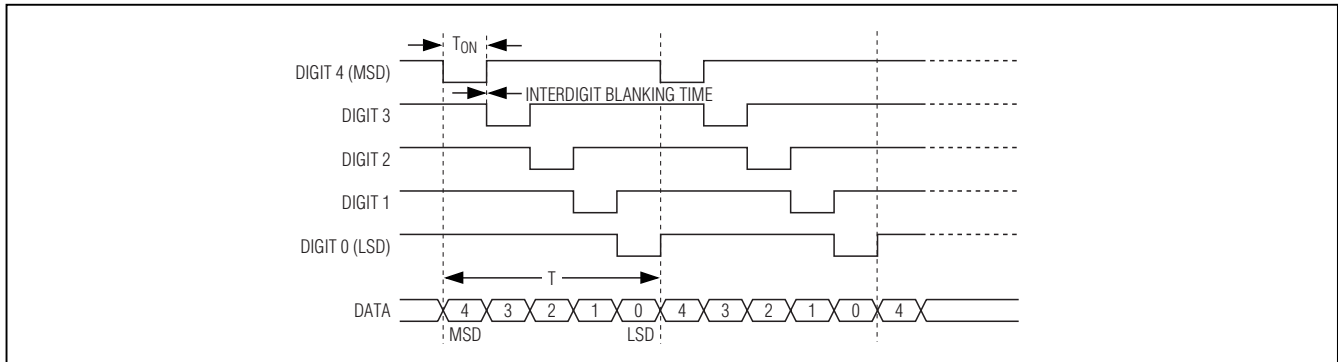 T_ON
DIGIT 4 (MSD)
INTERDIGIT BLANKING TIME
DIGIT 3
DIGIT 2
DIGIT 1
DIGIT 0 (LSD)
T
DATA 4 3 2 1 0 4 3 2 1 0 4
MSD LSD